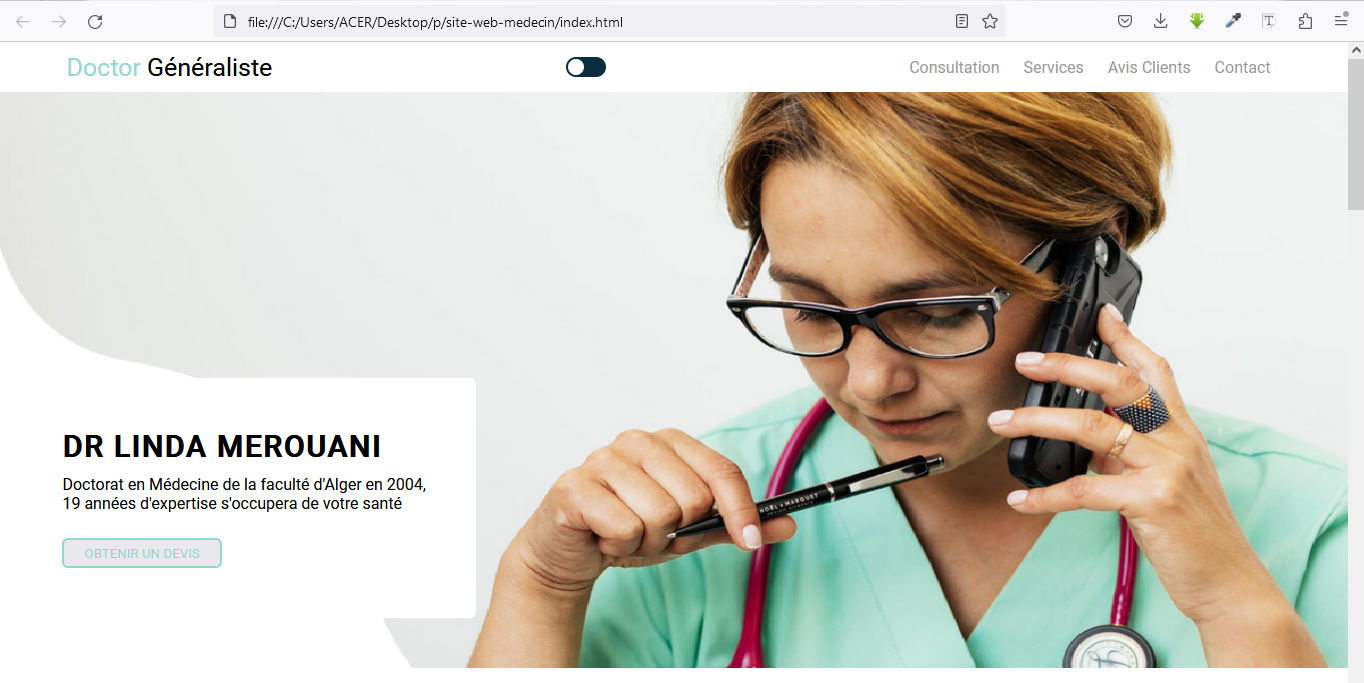 file:///C:/Users/ACER/Desktop/p/site-web-medecin/index.html
Doctor Généraliste
Consultation Services Avis Clients Contact
DR LINDA MEROUANI
Doctorat en Médecine de la faculté d'Alger en 2004,
19 années d'expertise s'occupera de votre santé
OBTENIR UN DEVIS
NOËL + MARQUET